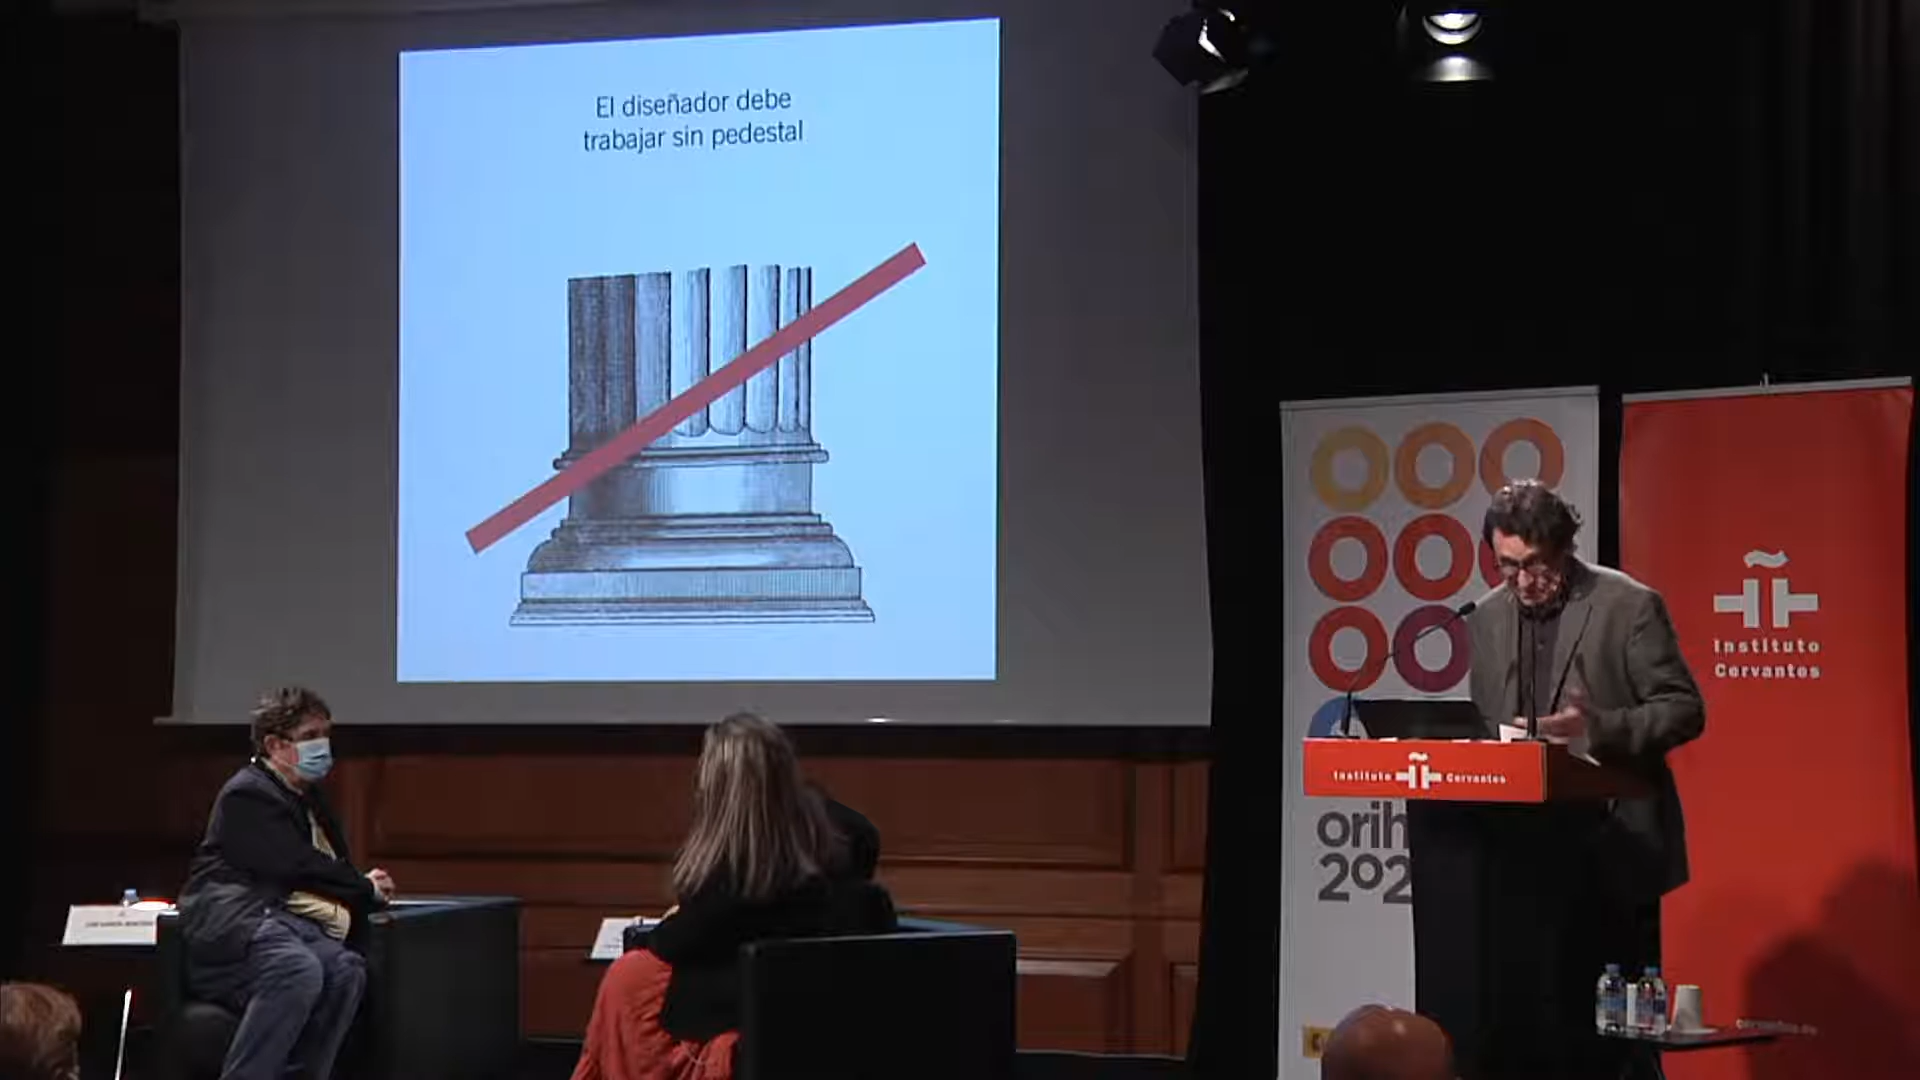 El diseñador debe
trabajar sin pedestal
Instituto
Cervantes
Instituto Cervantes
orih
202